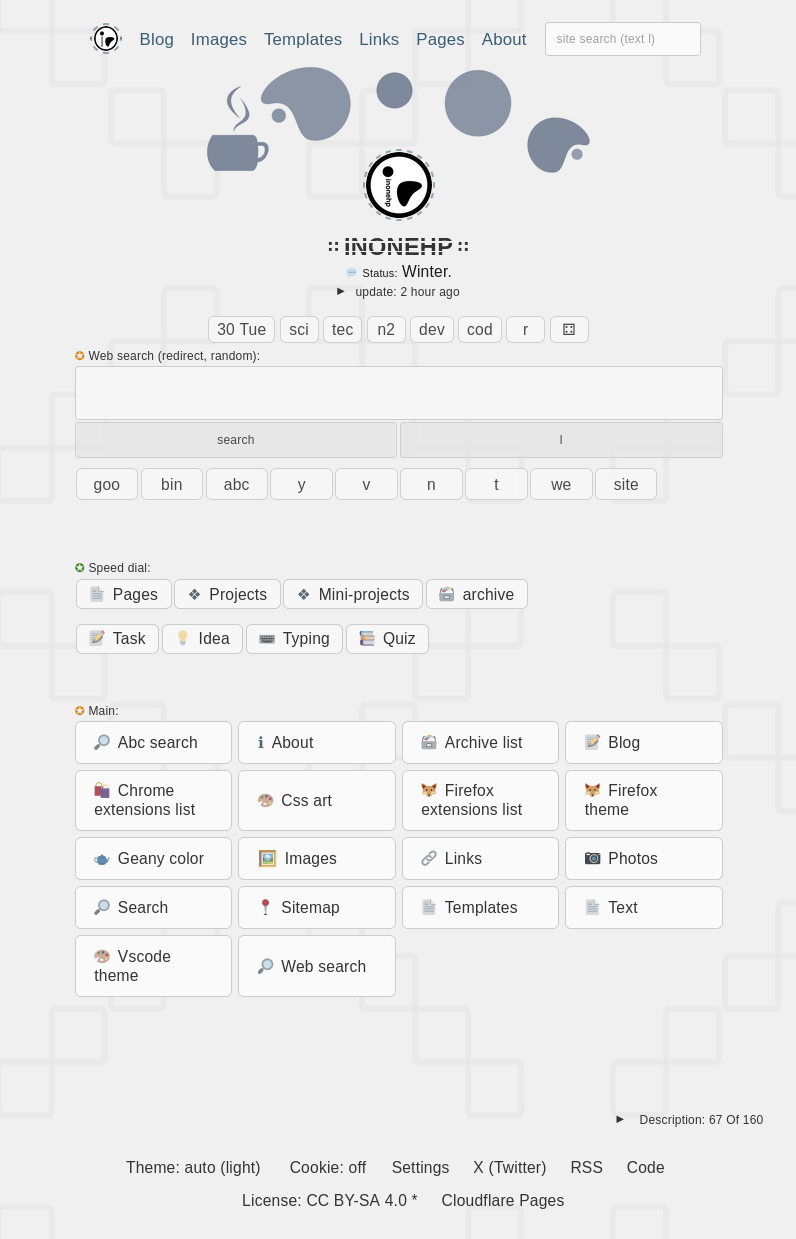 Blog Images Templates Links Pages About site search (text l)
inonehp
:: INONEHP ::
Status: Winter.
► update: 2 hour ago
30 Tue sci tec n2 dev cod r ⚃
✪ Web search (redirect, random):
search l
goo bin abc y v n t we site
✪ Speed dial:
Pages ❖ Projects ❖ Mini-projects archive
Task Idea Typing Quiz
✪ Main:
Abc search ℹ About Archive list Blog
Chrome extensions list Css art Firefox extensions list Firefox theme
Geany color Images Links Photos
Search Sitemap Templates Text
Vscode theme Web search
► Description: 67 Of 160
Theme: auto (light) Cookie: off Settings X (Twitter) RSS Code
License: CC BY-SA 4.0 * Cloudflare Pages